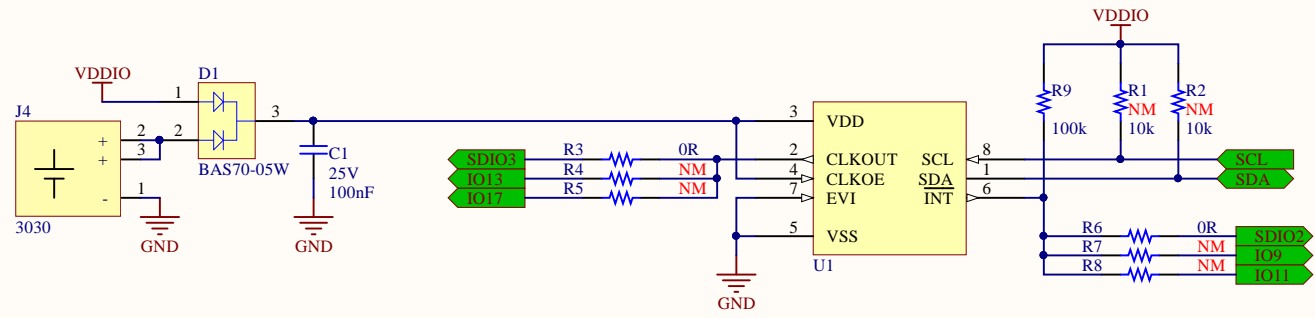 VDDIO
D1
1
3
J4
2
+
3
+
2
BAS70-05W
1
-
3030
GND
C1
25V
100nF
GND
SDIO3
R3
0R
IO13
R4
NM
IO17
R5
NM
3
VDD
2
CLKOUT
SCL
8
4
CLKOE
SDA
1
7
EVI
INT
6
5
VSS
U1
GND
VDDIO
R9
100k
R1
NM
10k
R2
NM
10k
SCL
SDA
R6
0R
SDIO2
R7
NM
IO9
R8
NM
IO11